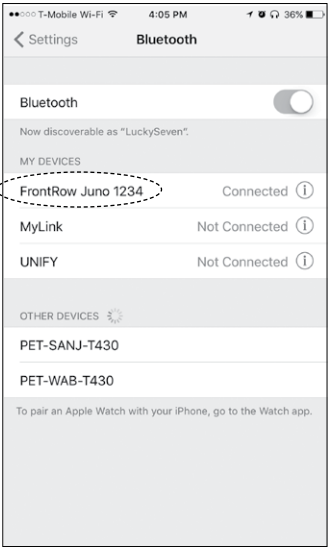 T-Mobile Wi-Fi 4:05 PM 36%
Settings Bluetooth
Bluetooth
Now discoverable as "LuckySeven".
MY DEVICES
FrontRow Juno 1234 Connected i
MyLink Not Connected i
UNIFY Not Connected i
OTHER DEVICES
PET-SANJ-T430
PET-WAB-T430
To pair an Apple Watch with your iPhone, go to the Watch app.